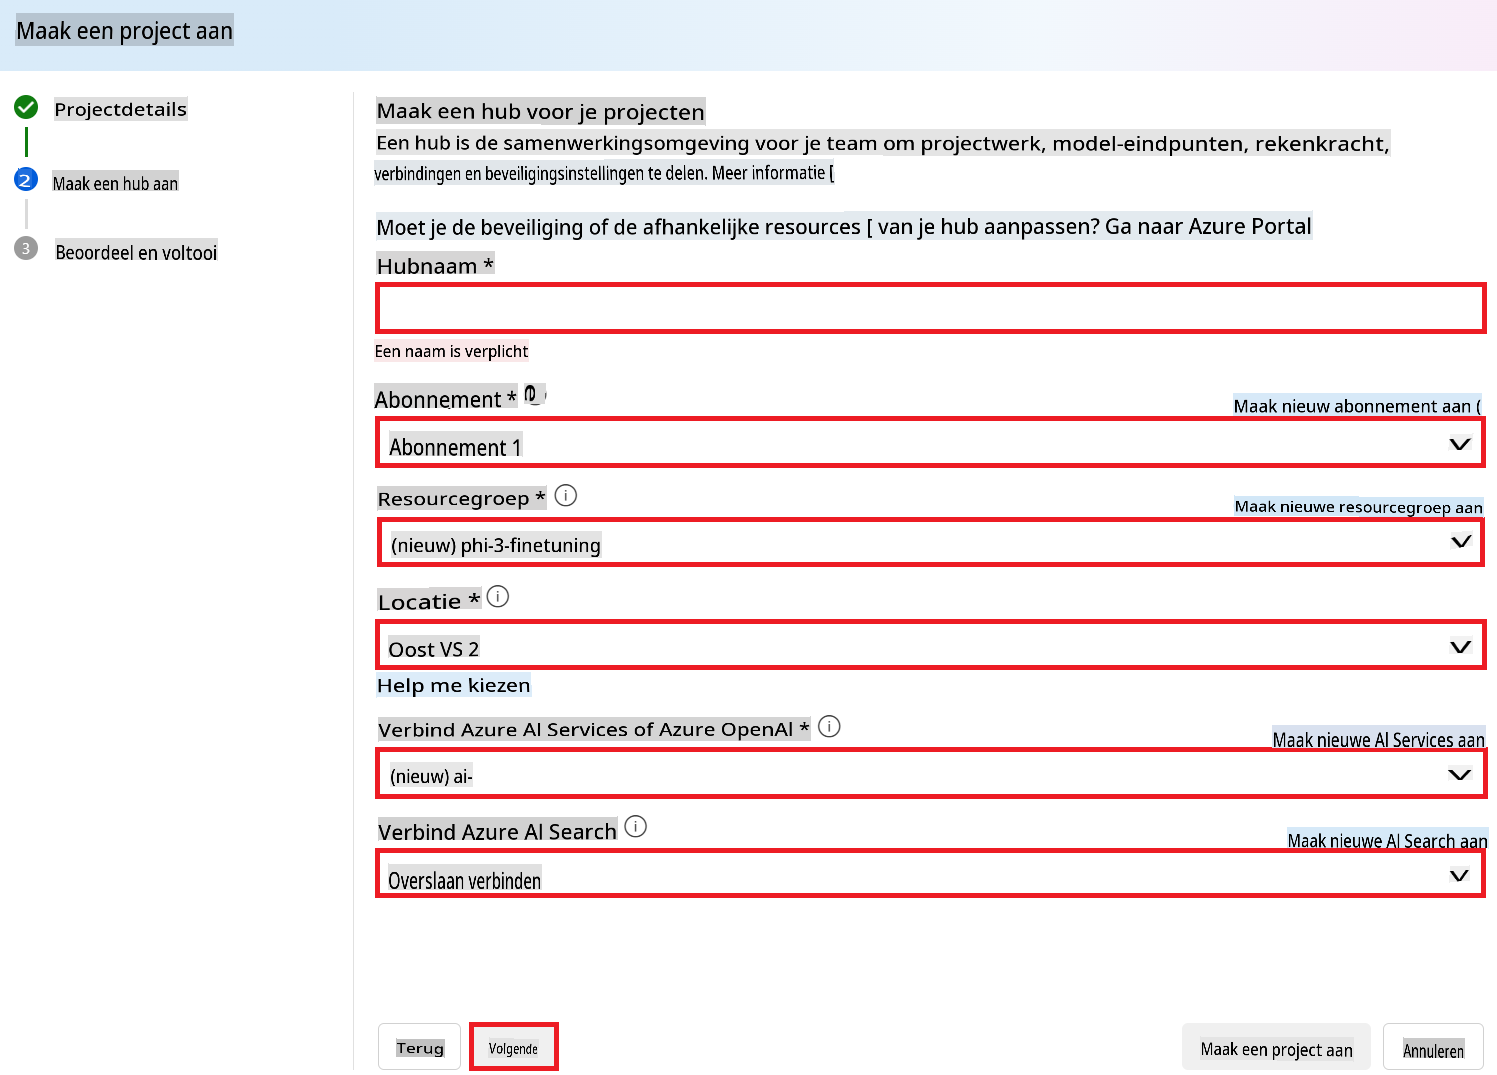 Maak een project aan
Projectdetails
2
Maak een hub aan
3
Beoordeel en voltooi
Maak een hub voor je projecten
Een hub is de samenwerkingsomgeving voor je team om projectwerk, model-eindpunten, rekenkracht,
verbindingen en beveiligingsinstellingen te delen. Meer informatie [
Moet je de beveiliging of de afhankelijke resources [ van je hub aanpassen? Ga naar Azure Portal
Hubnaam *
Een naam is verplicht
Abonnement *
Maak nieuw abonnement aan (
Abonnement 1
Resourcegroep *
Maak nieuwe resourcegroep aan
(nieuw) phi-3-finetuning
Locatie *
Oost VS 2
Help me kiezen
Verbind Azure AI Services of Azure OpenAI *
Maak nieuwe AI Services aan
(nieuw) ai-
Verbind Azure AI Search
Maak nieuwe AI Search aan
Overslaan verbinden
Terug
Volgende
Maak een project aan
Annuleren